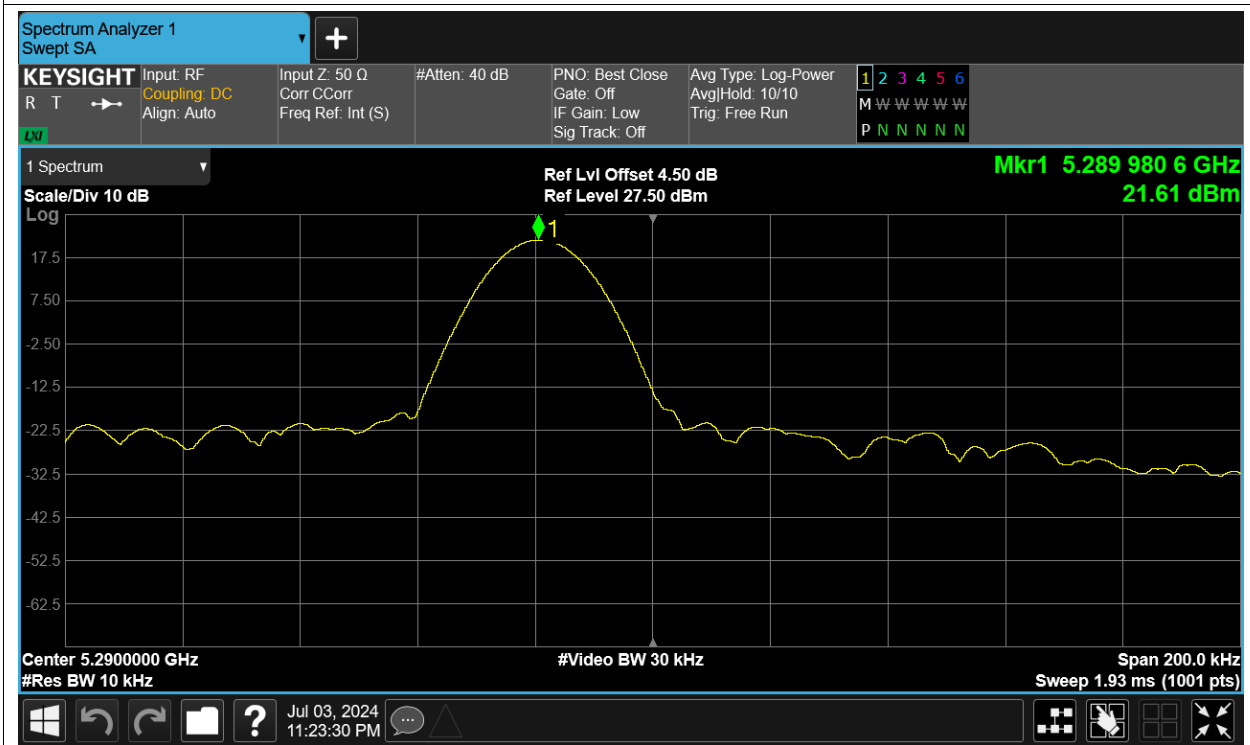 Spectrum Analyzer 1
Swept SA
+
KEYSIGHT
R T
LXI
Input: RF
Coupling: DC
Align: Auto
Input Z: 50 Ω
Corr CCorr
Freq Ref: Int (S)
#Atten: 40 dB
PNO: Best Close
Gate: Off
IF Gain: Low
Sig Track: Off
Avg Type: Log-Power
Avg|Hold: 10/10
Trig: Free Run
1 2 3 4 5 6
M W W W W W
P N N N N N
1 Spectrum
Scale/Div 10 dB
Log
Ref Lvl Offset 4.50 dB
Ref Level 27.50 dBm
Mkr1 5.289 980 6 GHz
21.61 dBm
1
17.5
7.50
-2.50
-12.5
-22.5
-32.5
-42.5
-52.5
-62.5
Center 5.2900000 GHz
#Res BW 10 kHz
#Video BW 30 kHz
Span 200.0 kHz
Sweep 1.93 ms (1001 pts)
?
Jul 03, 2024
11:23:30 PM